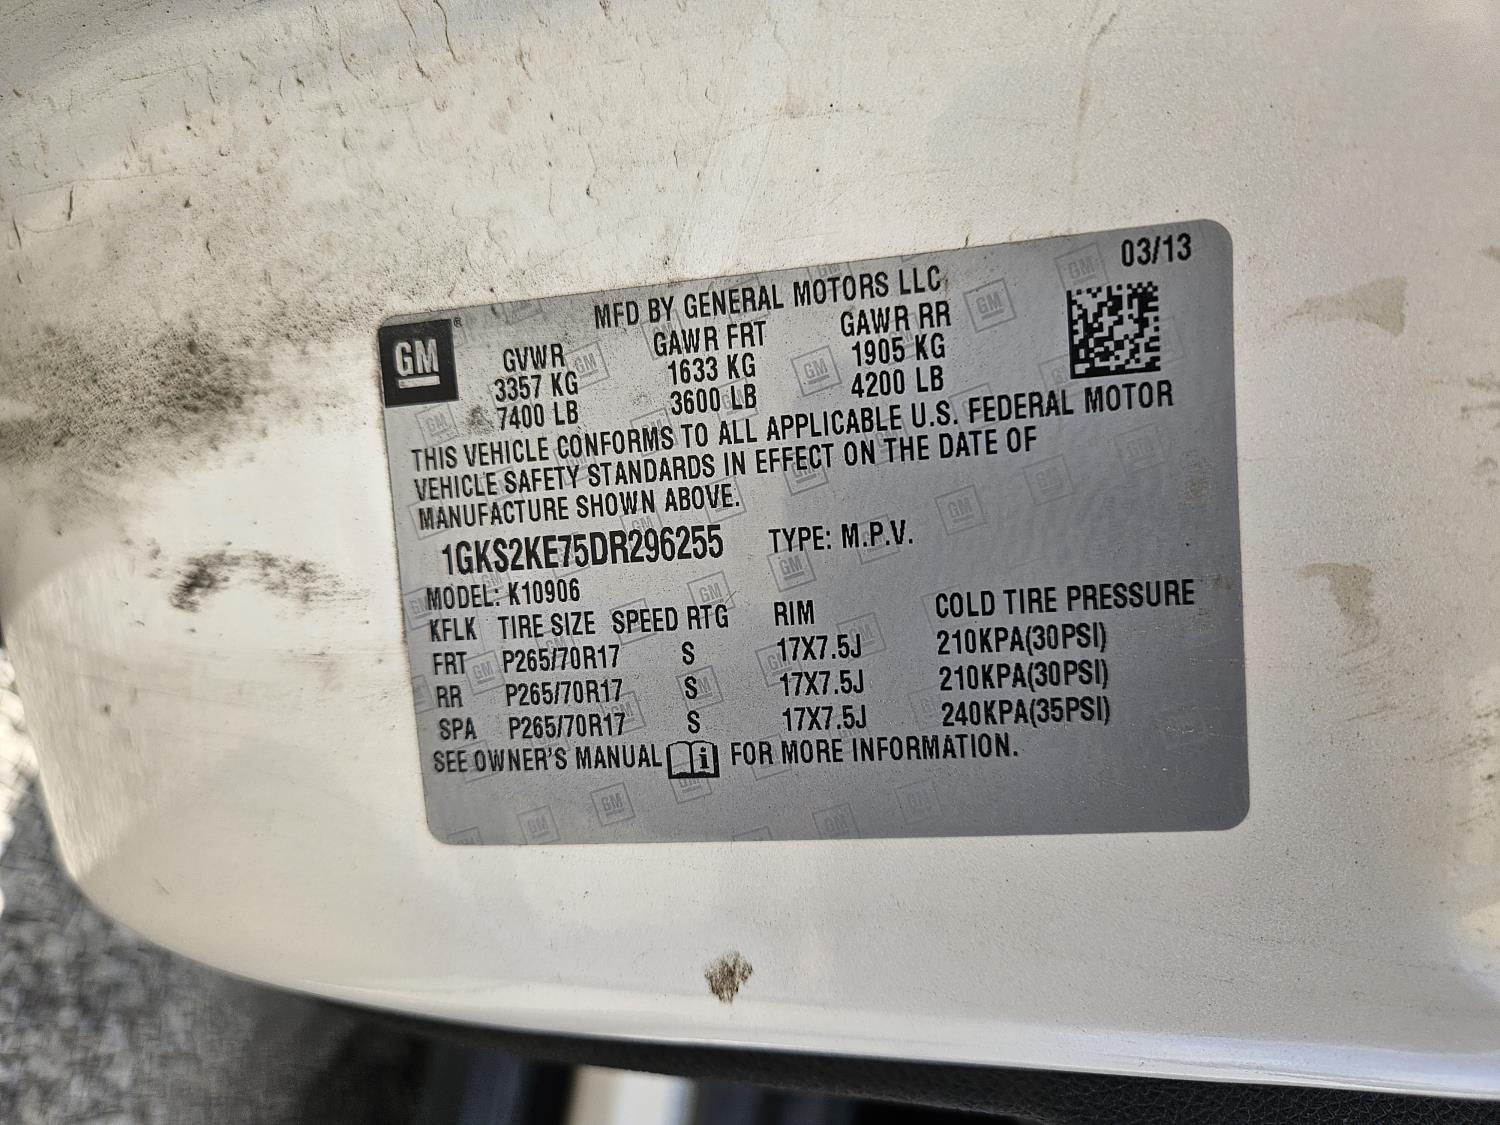 03/13
MFD BY GENERAL MOTORS LLC
GM ®
GVWR GAWR FRT GAWR RR
3357 KG 1633 KG 1905 KG
7400 LB 3600 LB 4200 LB
THIS VEHICLE CONFORMS TO ALL APPLICABLE U.S. FEDERAL MOTOR
VEHICLE SAFETY STANDARDS IN EFFECT ON THE DATE OF
MANUFACTURE SHOWN ABOVE.
1GKS2KE75DR296255 TYPE: M.P.V.
MODEL: K10906
KFLK TIRE SIZE SPEED RTG RIM COLD TIRE PRESSURE
FRT P265/70R17 S 17X7.5J 210KPA(30PSI)
RR P265/70R17 S 17X7.5J 210KPA(30PSI)
SPA P265/70R17 S 17X7.5J 240KPA(35PSI)
SEE OWNER'S MANUAL i FOR MORE INFORMATION.